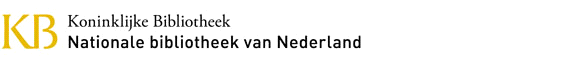 KB
Koninklijke Bibliotheek
Nationale bibliotheek van Nederland